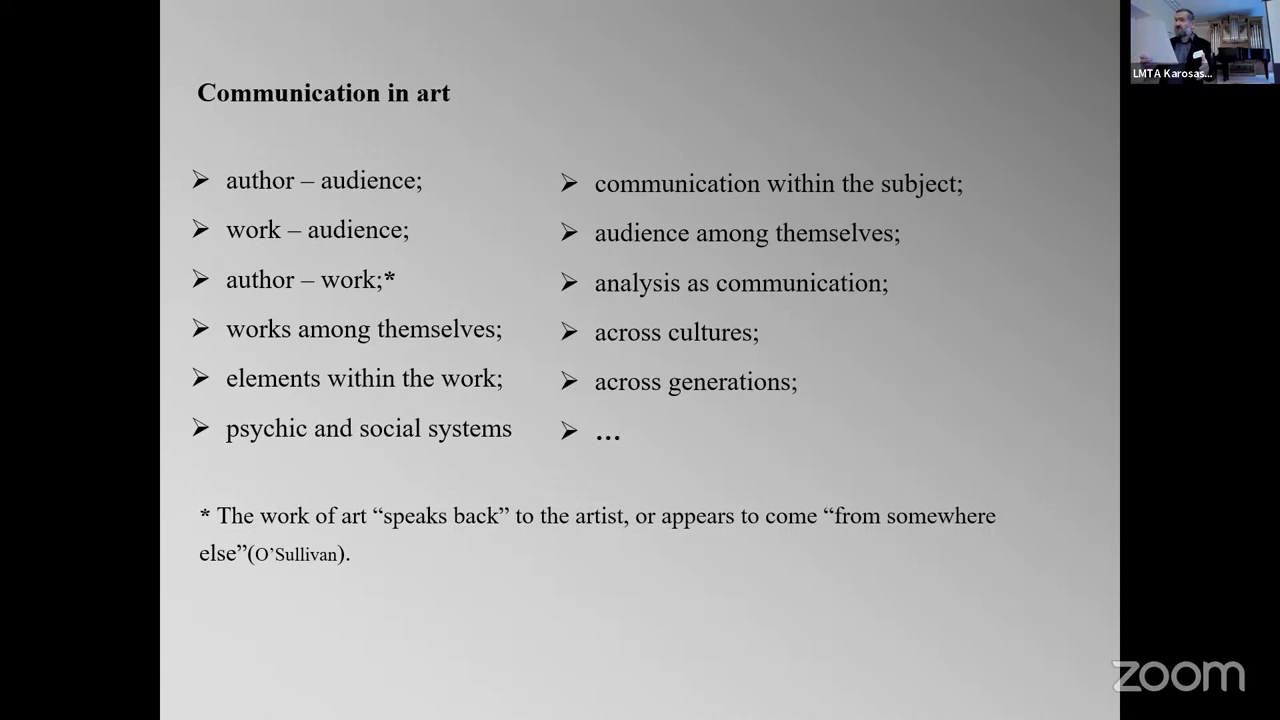 Communication in art
➢ author – audience;
➢ work – audience;
➢ author – work;*
➢ works among themselves;
➢ elements within the work;
➢ psychic and social systems
➢ communication within the subject;
➢ audience among themselves;
➢ analysis as communication;
➢ across cultures;
➢ across generations;
➢ …
* The work of art “speaks back” to the artist, or appears to come “from somewhere
else”(O’Sullivan).
LMTA Karosas...
zoom